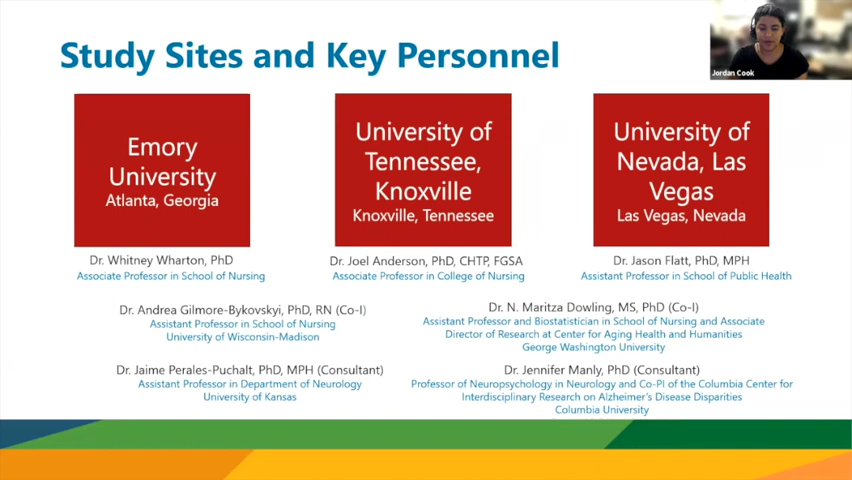 Study Sites and Key Personnel
Jordan Cook
Emory
University
Atlanta, Georgia
University of
Tennessee,
Knoxville
Knoxville, Tennessee
University of
Nevada, Las
Vegas
Las Vegas, Nevada
Dr. Whitney Wharton, PhD
Associate Professor in School of Nursing
Dr. Joel Anderson, PhD, CHTP, FGSA
Associate Professor in College of Nursing
Dr. Jason Flatt, PhD, MPH
Assistant Professor in School of Public Health
Dr. Andrea Gilmore-Bykovskyi, PhD, RN (Co-I)
Assistant Professor in School of Nursing
University of Wisconsin-Madison
Dr. N. Maritza Dowling, MS, PhD (Co-I)
Assistant Professor and Biostatistician in School of Nursing and Associate
Director of Research at Center for Aging Health and Humanities
George Washington University
Dr. Jaime Perales-Puchalt, PhD, MPH (Consultant)
Assistant Professor in Department of Neurology
University of Kansas
Dr. Jennifer Manly, PhD (Consultant)
Professor of Neuropsychology in Neurology and Co-PI of the Columbia Center for
Interdisciplinary Research on Alzheimer's Disease Disparities
Columbia University